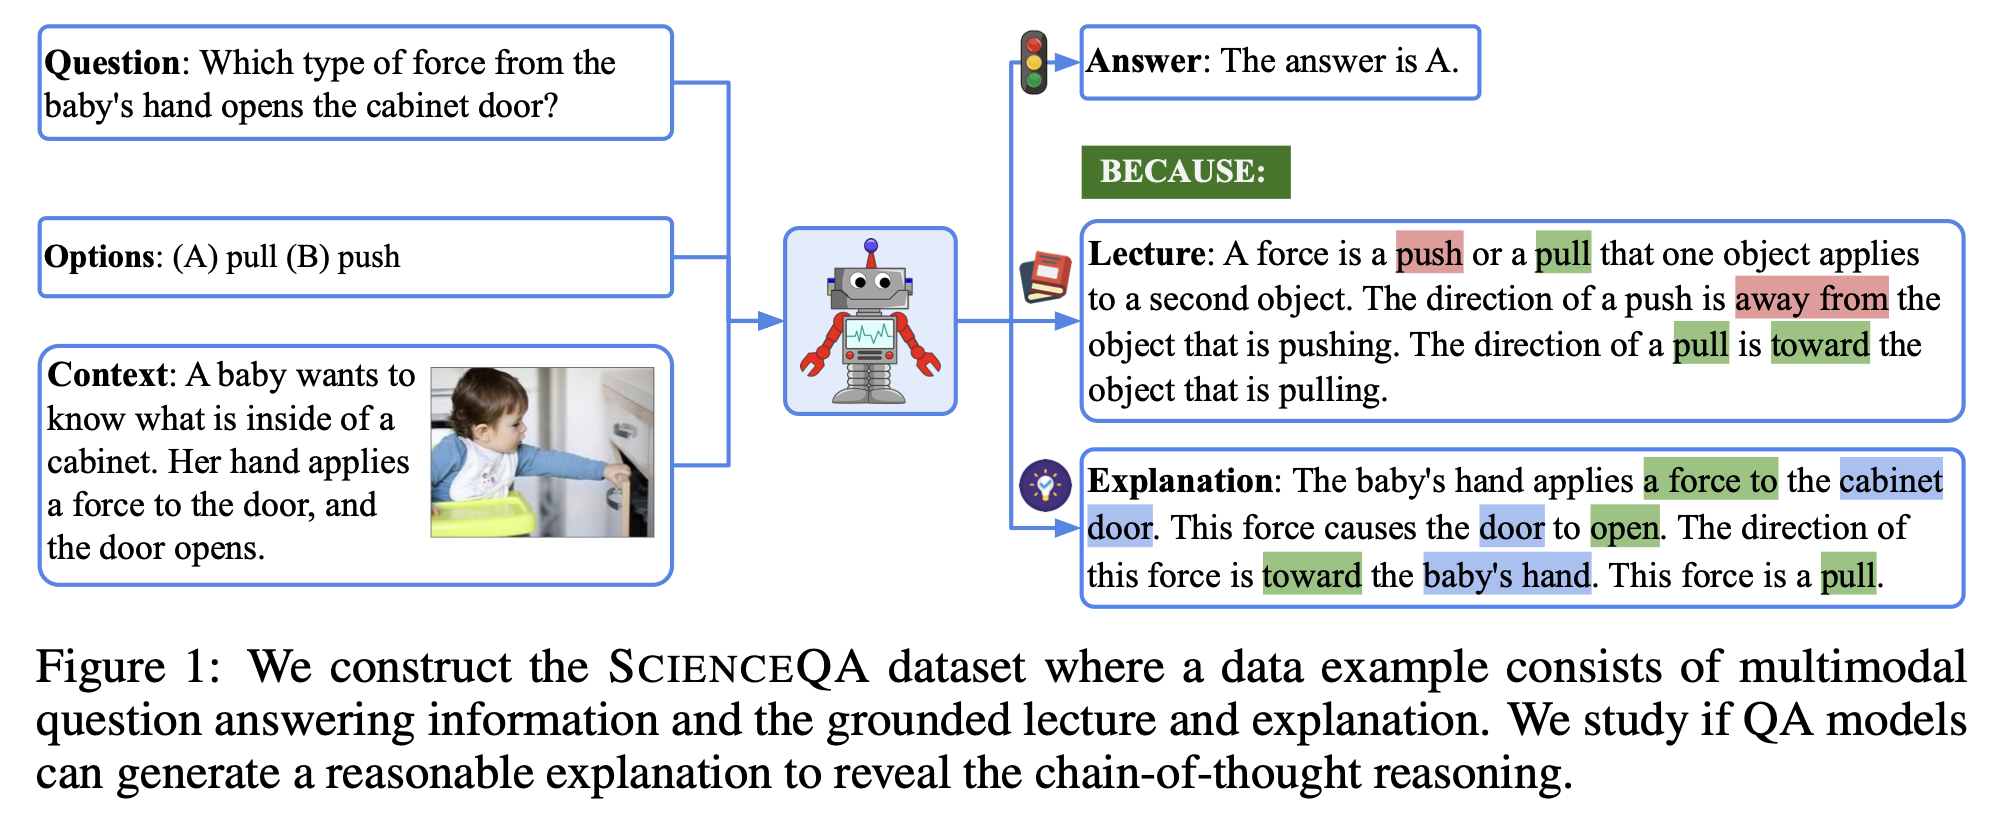 Question: Which type of force from the
baby's hand opens the cabinet door?
Options: (A) pull (B) push
Context: A baby wants to
know what is inside of a
cabinet. Her hand applies
a force to the door, and
the door opens.
Answer: The answer is A.
BECAUSE:
Lecture: A force is a push or a pull that one object applies
to a second object. The direction of a push is away from the
object that is pushing. The direction of a pull is toward the
object that is pulling.
Explanation: The baby's hand applies a force to the cabinet
door. This force causes the door to open. The direction of
this force is toward the baby's hand. This force is a pull.
Figure 1: We construct the SCIENCEQA dataset where a data example consists of multimodal
question answering information and the grounded lecture and explanation. We study if QA models
can generate a reasonable explanation to reveal the chain-of-thought reasoning.